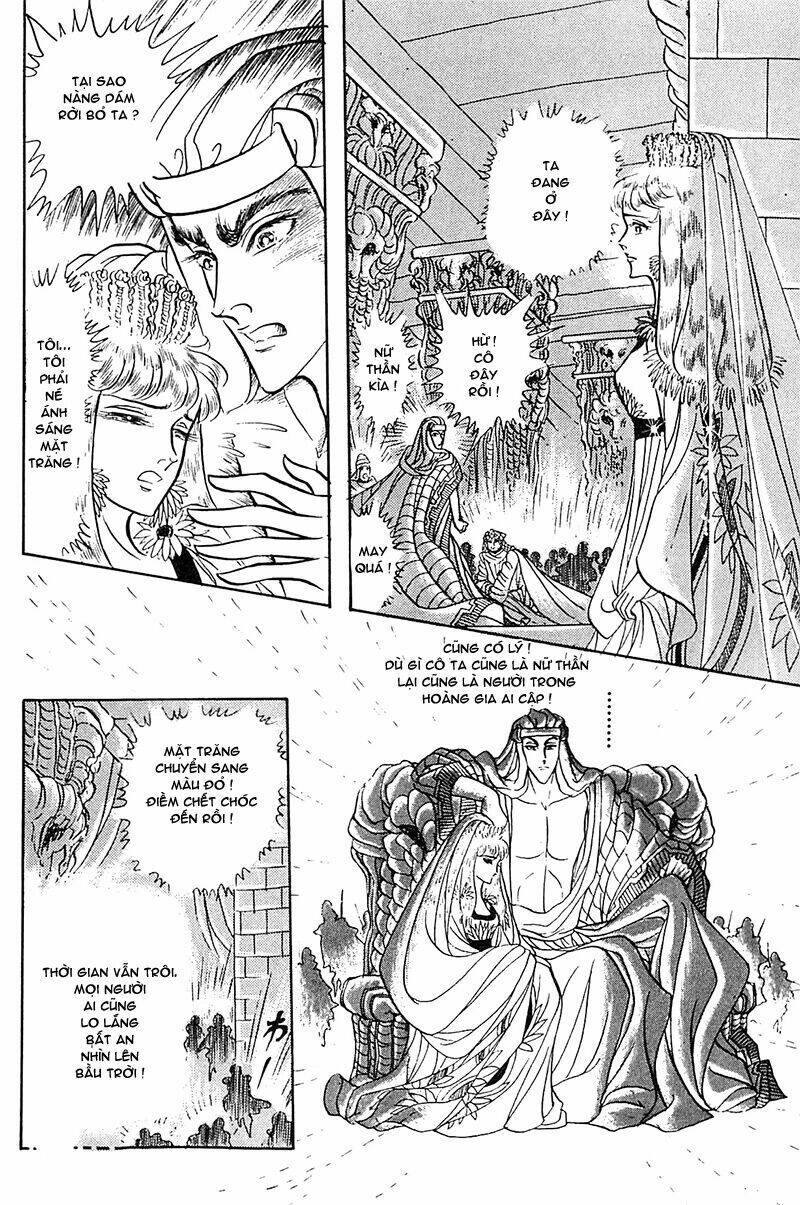 TẠI SAO
NÀNG DÁM
RỜI BỎ TA ?
TÔI...
TÔI
PHẢI
NÉ
ÁNH
SÁNG
MẶT
TRĂNG !
TA
ĐANG
Ở
ĐÂY !
HỪ !
CÔ
ĐÂY
RỒI !
NỮ
THẦN
KÌA !
MAY
QUÁ !
CŨNG CÓ LÝ !
DÙ GÌ CÔ TA CŨNG LÀ NỮ THẦN
LẠI CŨNG LÀ NGƯỜI TRONG
HOÀNG GIA AI CẬP !
MẶT TRĂNG
CHUYỂN SANG
MÀU ĐỎ !
ĐIỀM CHẾT CHÓC
ĐẾN RỒI !
THỜI GIAN VẪN TRÔI.
MỌI NGƯỜI
AI CŨNG
LO LẮNG
BẤT AN
NHÌN LÊN
BẦU TRỜI !
わー